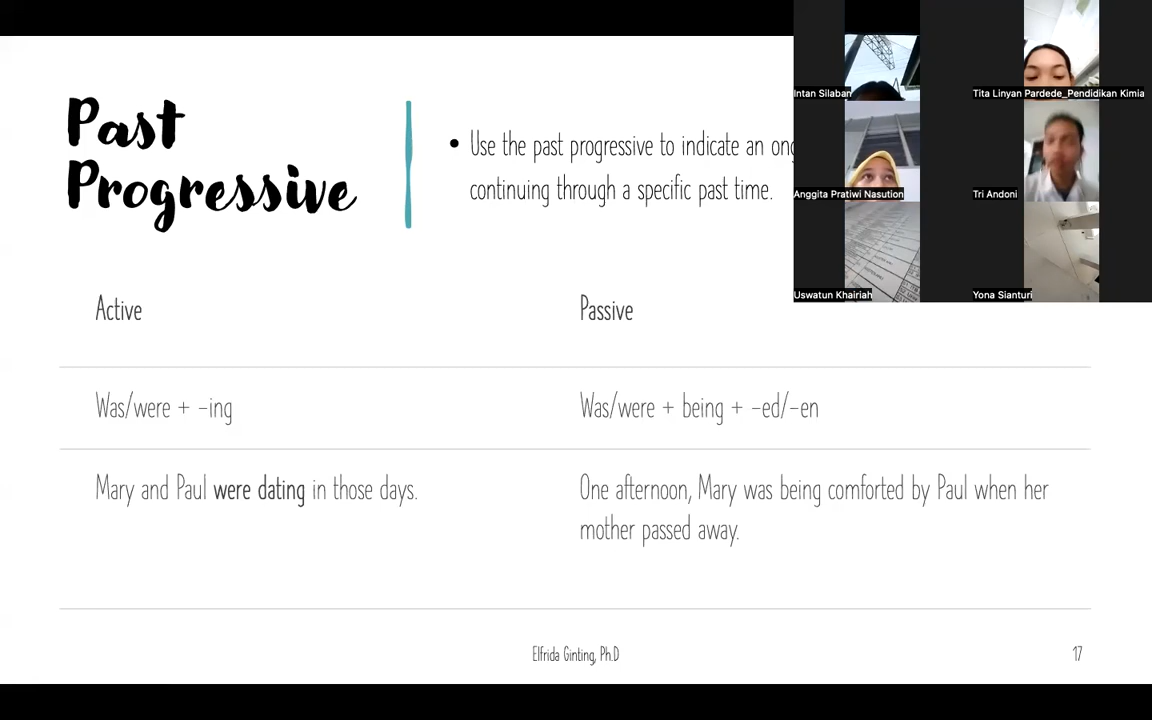 Past
Progressive
• Use the past progressive to indicate an
continuing through a specific past time.
Intan Silaban
Tita Linyan Pardede_Pendidikan Kimia
Anggita Pratiwi Nasution
Tri Andoni
Uswatun Khairiah
Yona Sianturi
Active
Passive
Was/were + -ing
Was/were + being + -ed/-en
Mary and Paul were dating in those days.
One afternoon, Mary was being comforted by Paul when her
mother passed away.
Elfrida Ginting, Ph.D
17